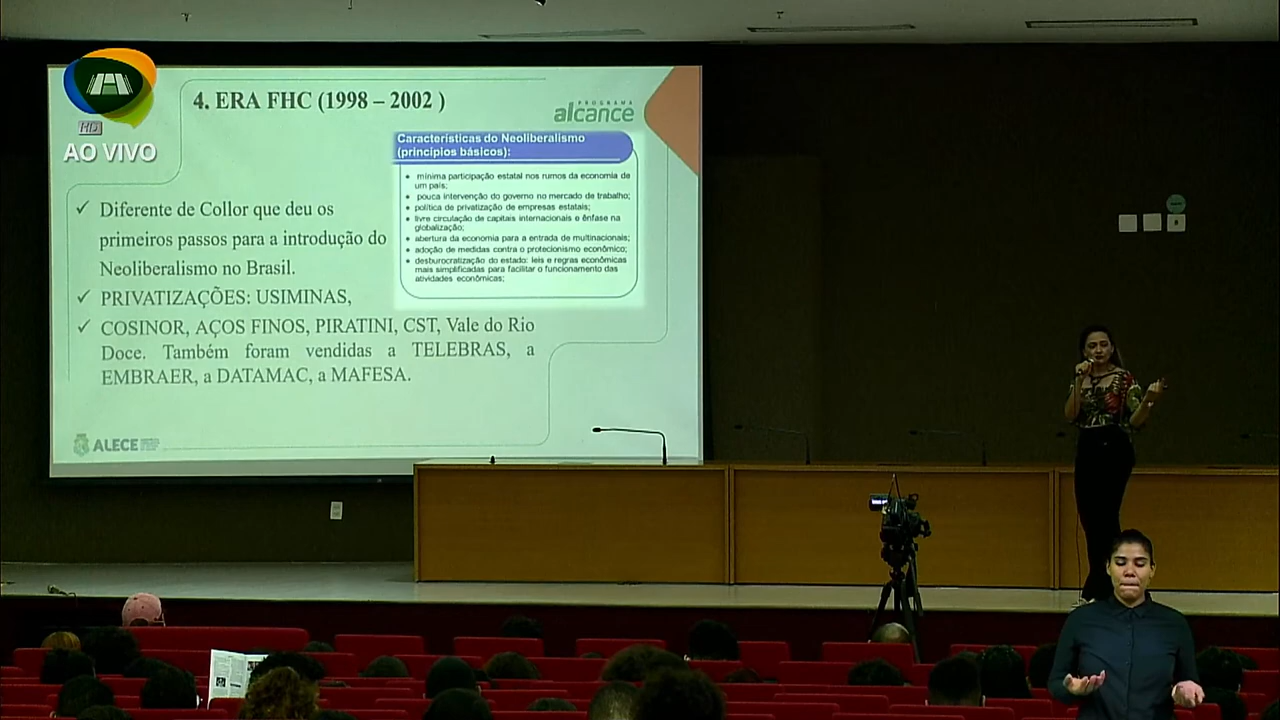 HD
AO VIVO
4. ERA FHC (1998 – 2002 )
PROGRAMA
alcance
Características do Neoliberalismo
(princípios básicos):
• mínima participação estatal nos rumos da economia de
um país;
• pouca intervenção do governo no mercado de trabalho;
• política de privatização de empresas estatais;
• livre circulação de capitais internacionais e ênfase na
globalização;
• abertura da economia para a entrada de multinacionais;
• adoção de medidas contra o protecionismo econômico;
• desburocratização do estado: leis e regras econômicas
mais simplificadas para facilitar o funcionamento das
atividades econômicas;
✓ Diferente de Collor que deu os
primeiros passos para a introdução do
Neoliberalismo no Brasil.
✓ PRIVATIZAÇÕES: USIMINAS,
✓ COSINOR, AÇOS FINOS, PIRATINI, CST, Vale do Rio
Doce. Também foram vendidas a TELEBRAS, a
EMBRAER, a DATAMAC, a MAFESA.
ALECE